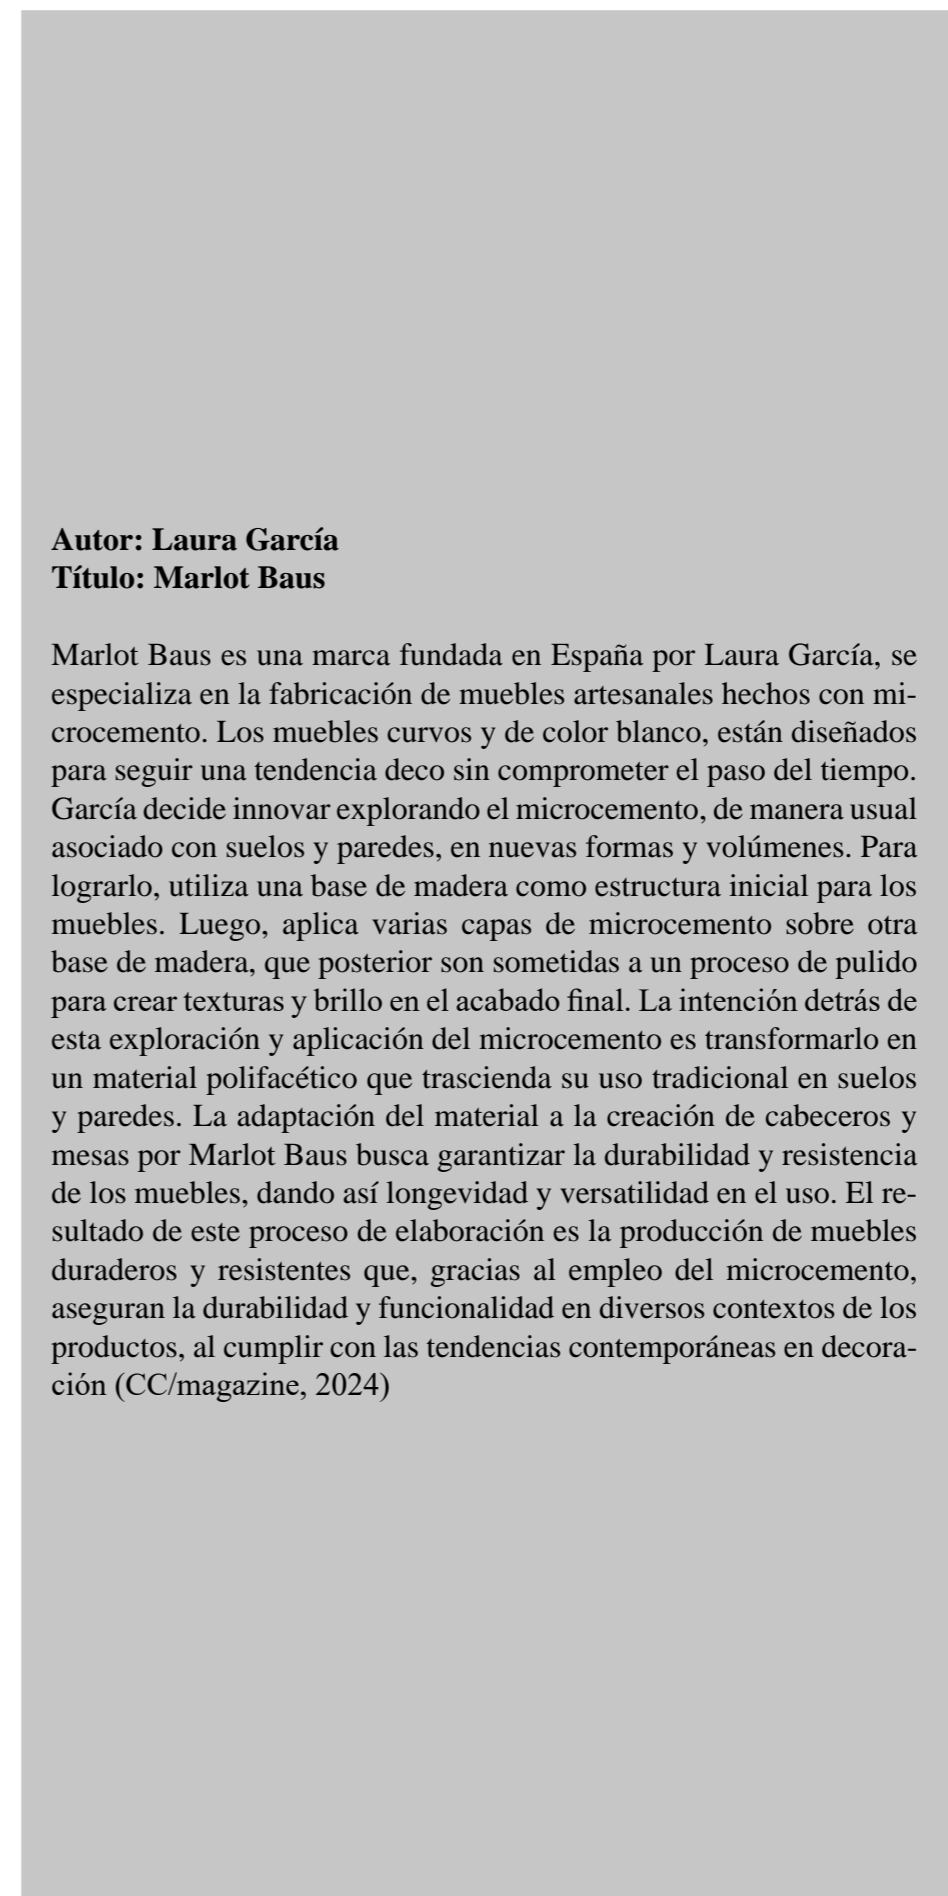 Autor: Laura García
Título: Marlot Baus
Marlot Baus es una marca fundada en España por Laura García, se
especializa en la fabricación de muebles artesanales hechos con mi-
crocemento. Los muebles curvos y de color blanco, están diseñados
para seguir una tendencia deco sin comprometer el paso del tiempo.
García decide innovar explorando el microcemento, de manera usual
asociado con suelos y paredes, en nuevas formas y volúmenes. Para
lograrlo, utiliza una base de madera como estructura inicial para los
muebles. Luego, aplica varias capas de microcemento sobre otra
base de madera, que posterior son sometidas a un proceso de pulido
para crear texturas y brillo en el acabado final. La intención detrás de
esta exploración y aplicación del microcemento es transformarlo en
un material polifacético que trascienda su uso tradicional en suelos
y paredes. La adaptación del material a la creación de cabeceros y
mesas por Marlot Baus busca garantizar la durabilidad y resistencia
de los muebles, dando así longevidad y versatilidad en el uso. El re-
sultado de este proceso de elaboración es la producción de muebles
duraderos y resistentes que, gracias al empleo del microcemento,
aseguran la durabilidad y funcionalidad en diversos contextos de los
productos, al cumplir con las tendencias contemporáneas en decora-
ción (CC/magazine, 2024)